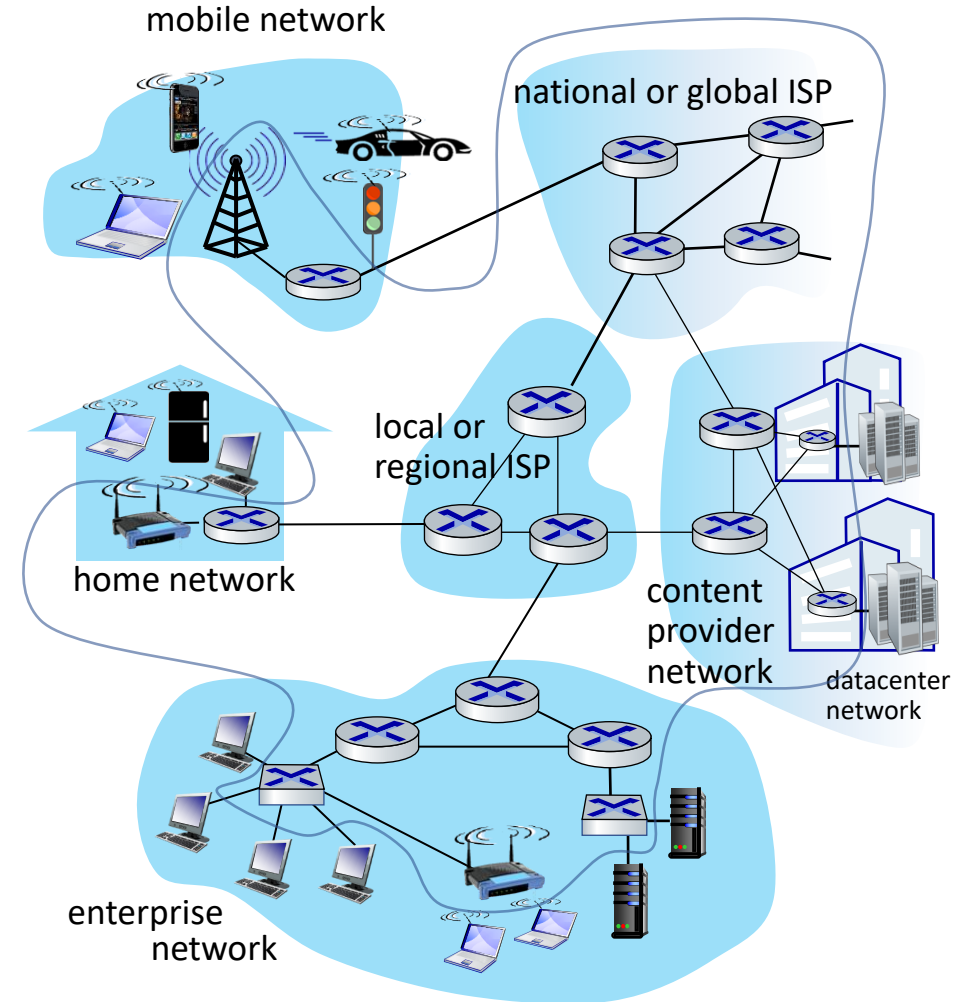 mobile network
national or global ISP
local or
regional ISP
home network
content
provider
network
datacenter
network
enterprise
network